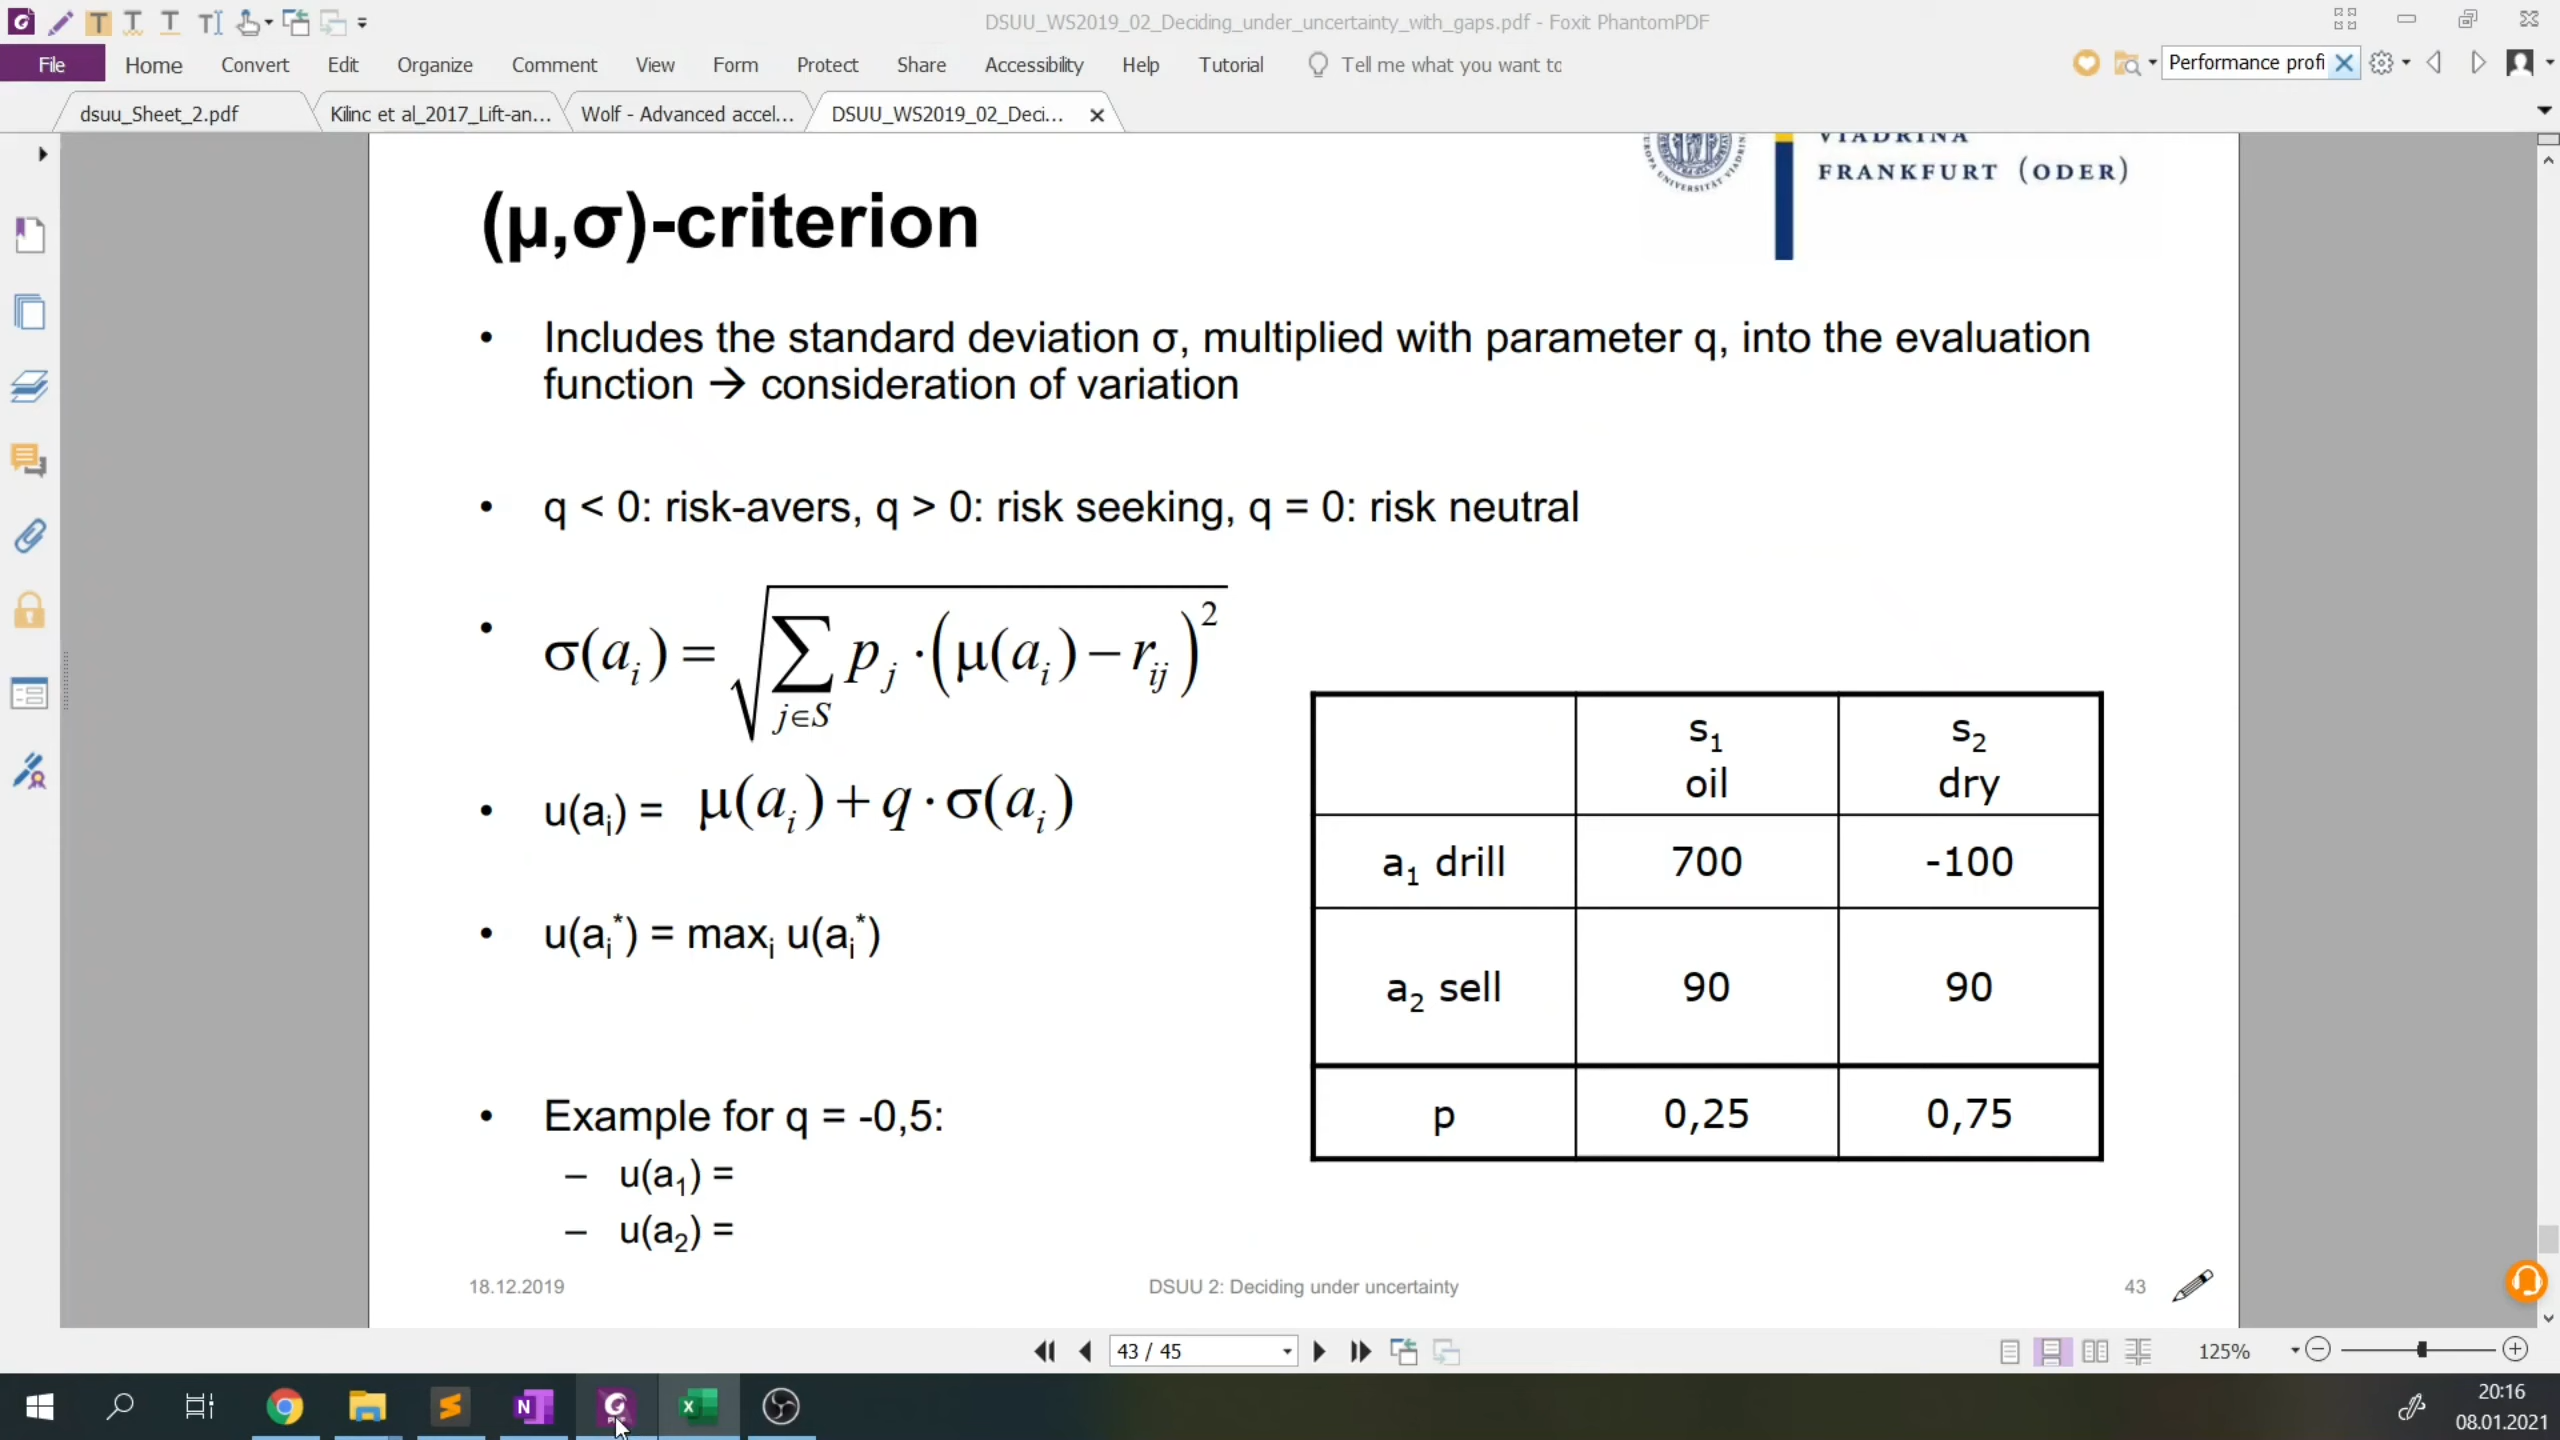 DSUU_WS2019_02_Deciding_under_uncertainty_with_gaps.pdf - Foxit PhantomPDF
File Home Convert Edit Organize Comment View Form Protect Share Accessibility Help Tutorial Tell me what you want to Performance profi
dsuu_Sheet_2.pdf Kilinc et al_2017_Lift-an... Wolf - Advanced accel... DSUU_WS2019_02_Deci...
VIADRINA
FRANKFURT (ODER)
EUROPA UNIVERSITÄT VIADRINA
(μ,σ)-criterion
• Includes the standard deviation σ, multiplied with parameter q, into the evaluation
function → consideration of variation
• q < 0: risk-avers, q > 0: risk seeking, q = 0: risk neutral
• σ(a_i) = √(∑_{j∈S} p_j · (μ(a_i) − r_ij)^2)
• u(a_i) = μ(a_i) + q · σ(a_i)
• u(a_i^*) = max_i u(a_i^*)
• Example for q = -0,5:
– u(a_1) =
– u(a_2) =
s_1 oil s_2 dry
a_1 drill 700 -100
a_2 sell 90 90
p 0,25 0,75
18.12.2019 DSUU 2: Deciding under uncertainty 43
43 / 45 125%
20:16
08.01.2021